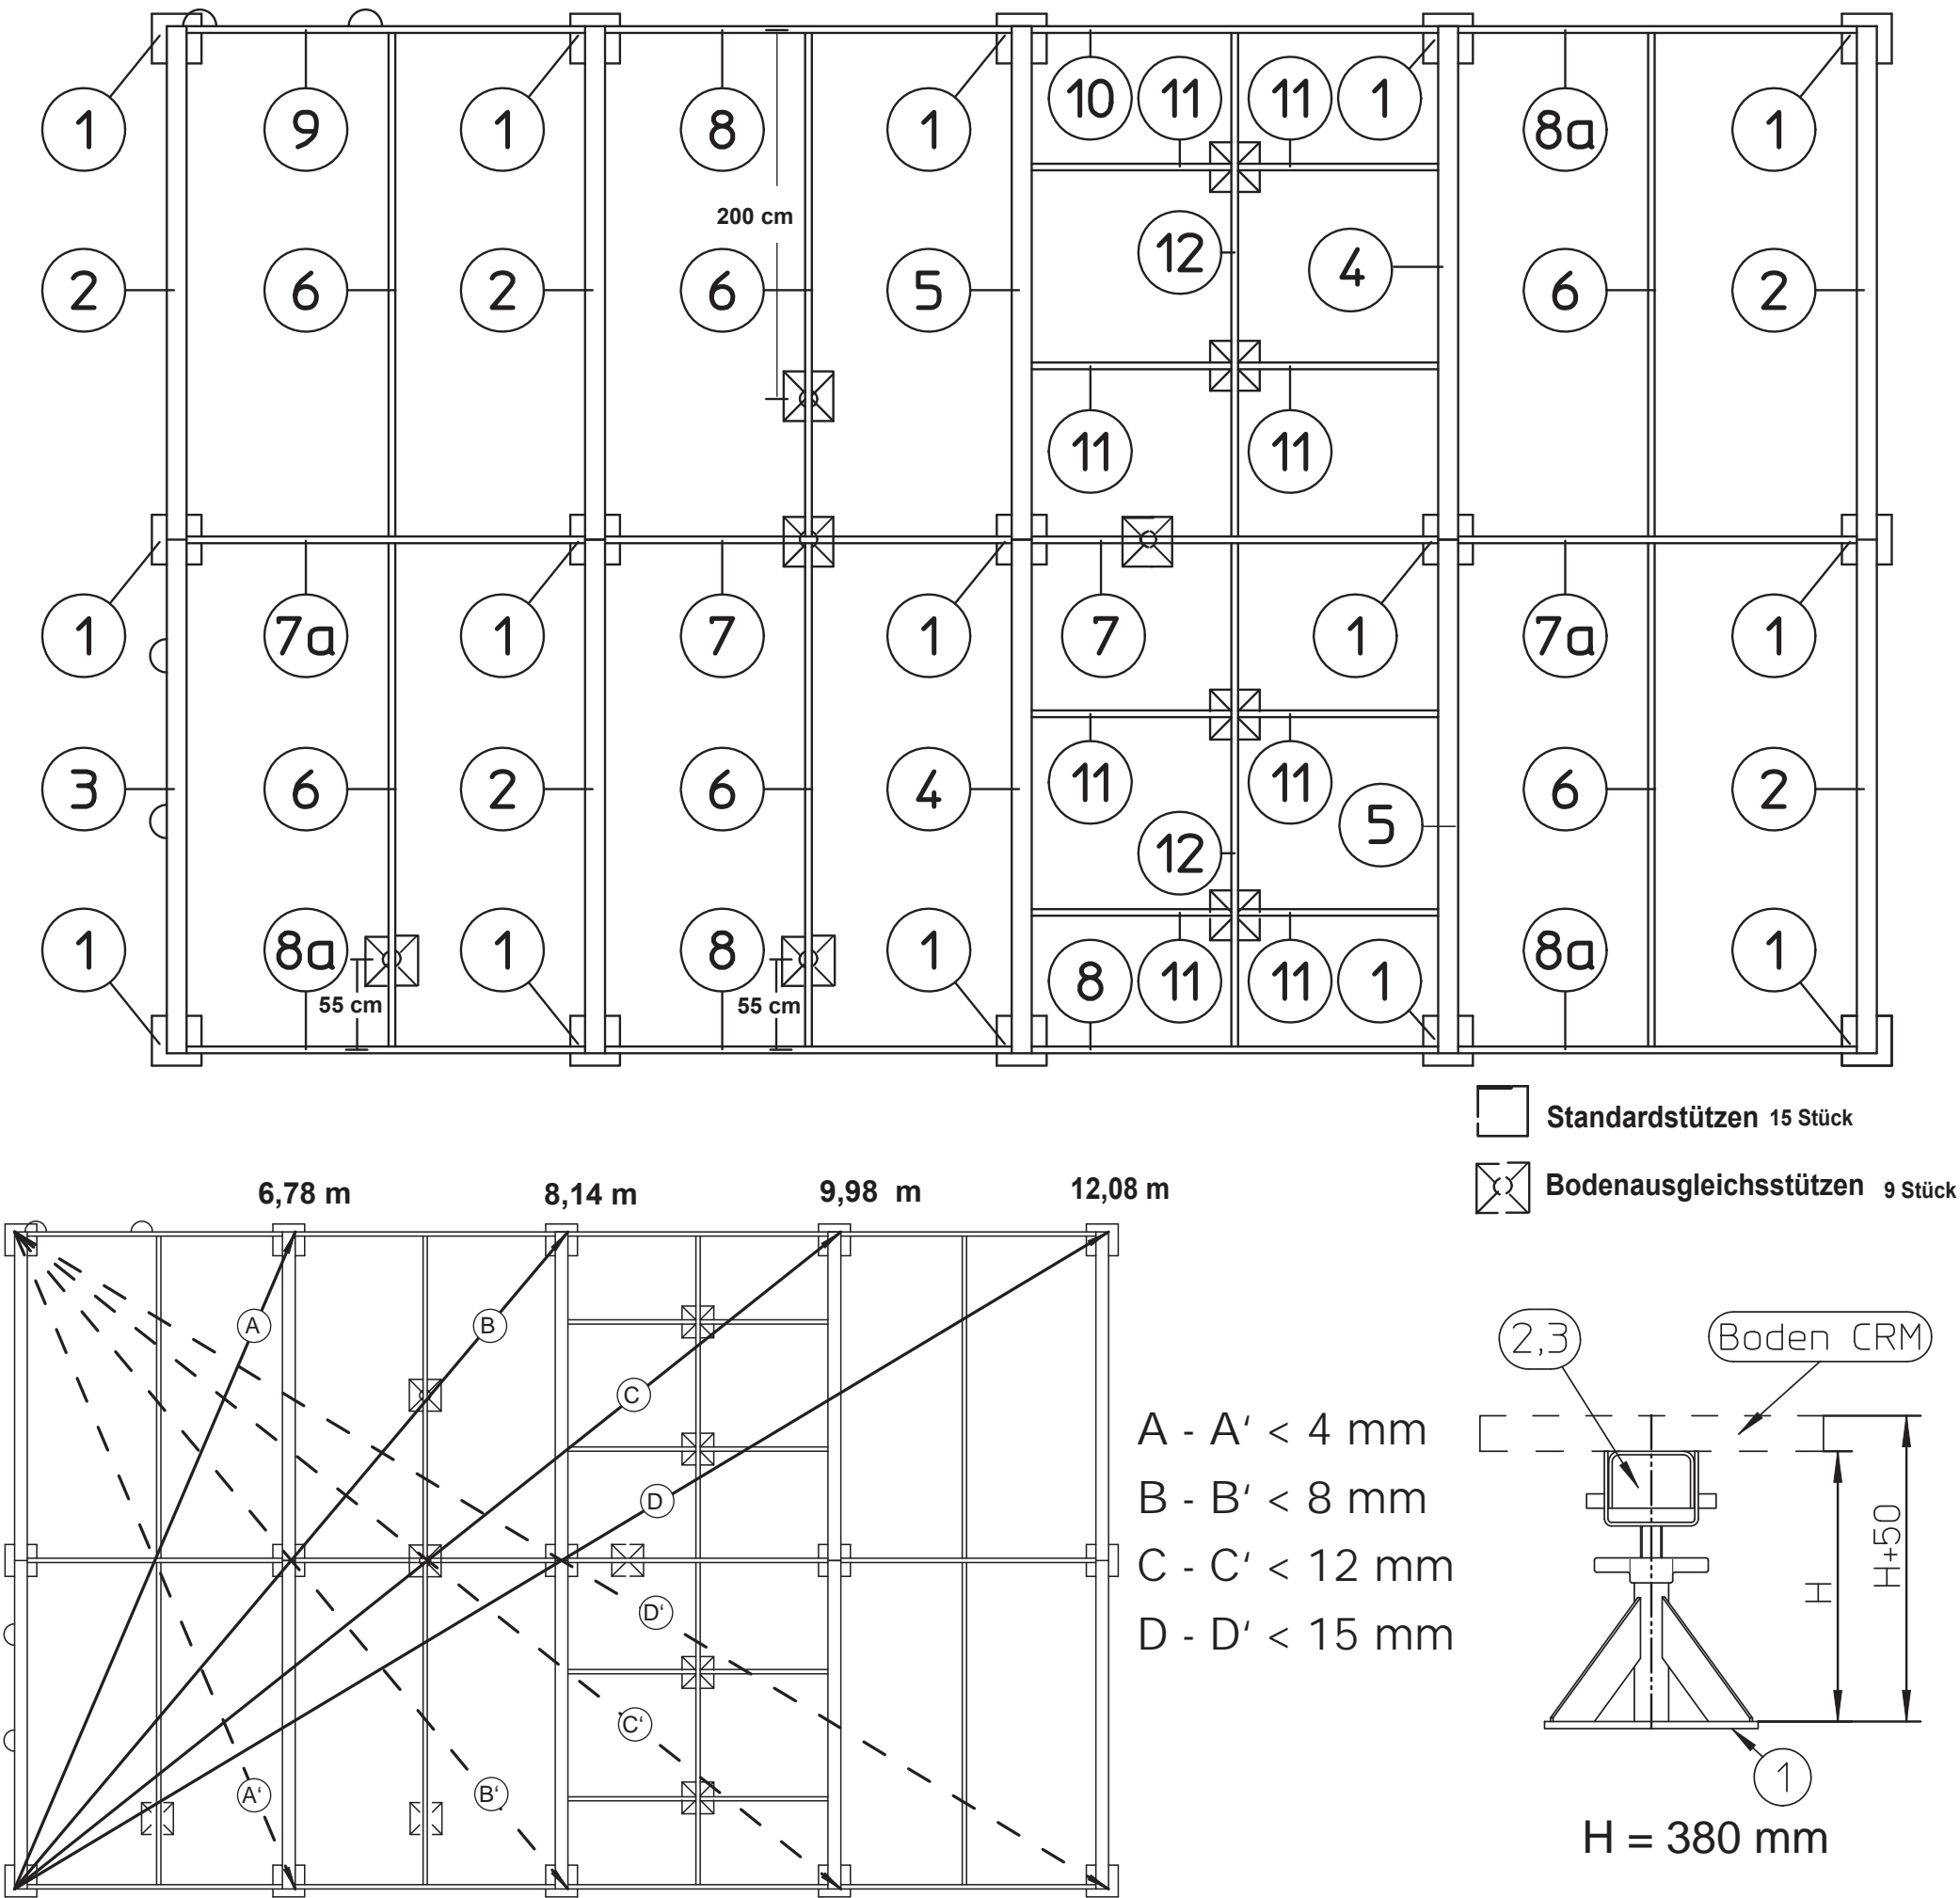 10 11 11 1
1 9 1 8 1 8a 1
200 cm
12 4
2 6 2 6 5 6 2
11 11
1 7a 1 7 1 7 1 7a 1
3 6 2 6 4 11 11 6 2
12 5
1 8a 1 8 1 8a 1
8 11 11 1
55 cm 55 cm
Standardstützen 15 Stück
Bodenausgleichsstützen 9 Stück
6,78 m 8,14 m 9,98 m 12,08 m
A B
C
D
D'
C'
A' B'
A - A' < 4 mm
B - B' < 8 mm
C - C' < 12 mm
D - D' < 15 mm
2,3 Boden CRM
H H+50
1
H = 380 mm